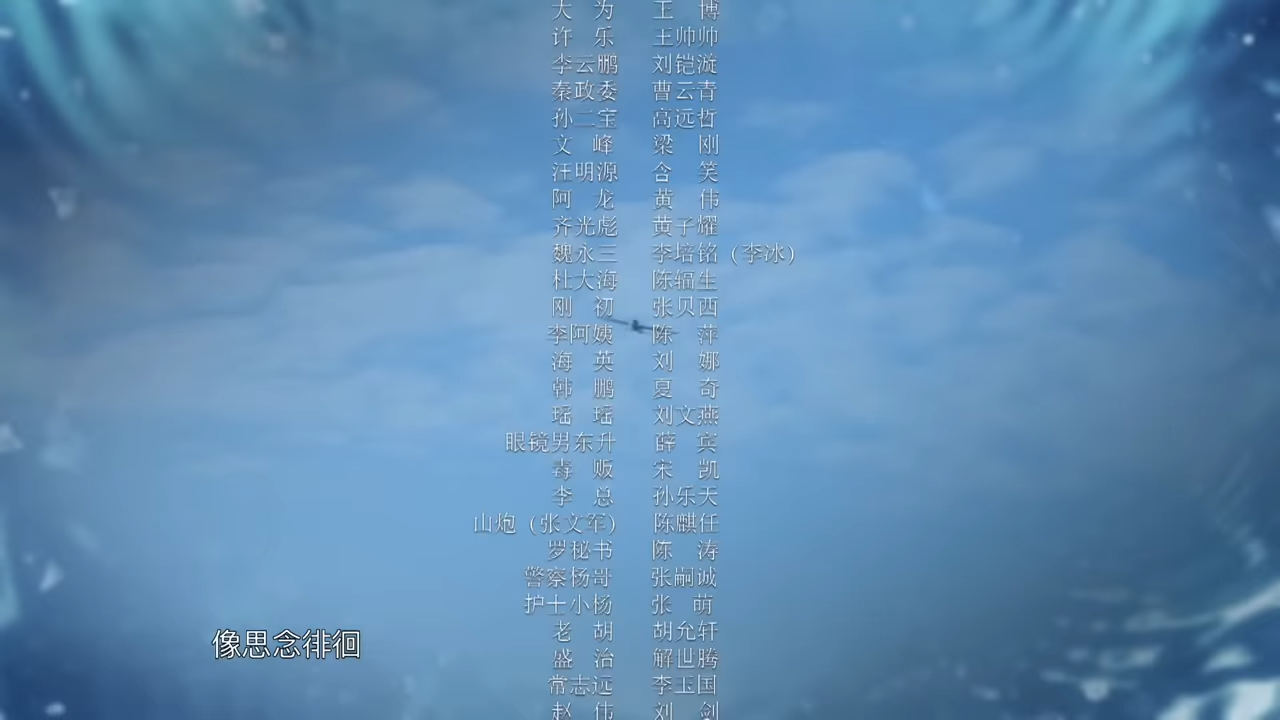 大 为 王 博
许 乐 王帅帅
李云鹏 刘铠漩
秦政委 曹云青
孙二宝 高远哲
文 峰 梁 刚
汪明源 含 笑
阿 龙 黄 伟
齐光彪 黄子耀
魏永三 李培铭（李冰）
杜大海 陈辐生
刚 初 张贝西
李阿姨 陈 萍
海 英 刘 娜
韩 鹏 夏 奇
瑶 瑶 刘文燕
眼镜男东升 薛 宾
毒 贩 宋 凯
李 总 孙乐天
山炮（张文军） 陈麒任
罗秘书 陈 涛
警察杨哥 张嗣诚
护士小杨 张 萌
老 胡 胡允轩
盛 治 解世腾
常志远 李玉国
赵 伟 刘 剑
像思念徘徊